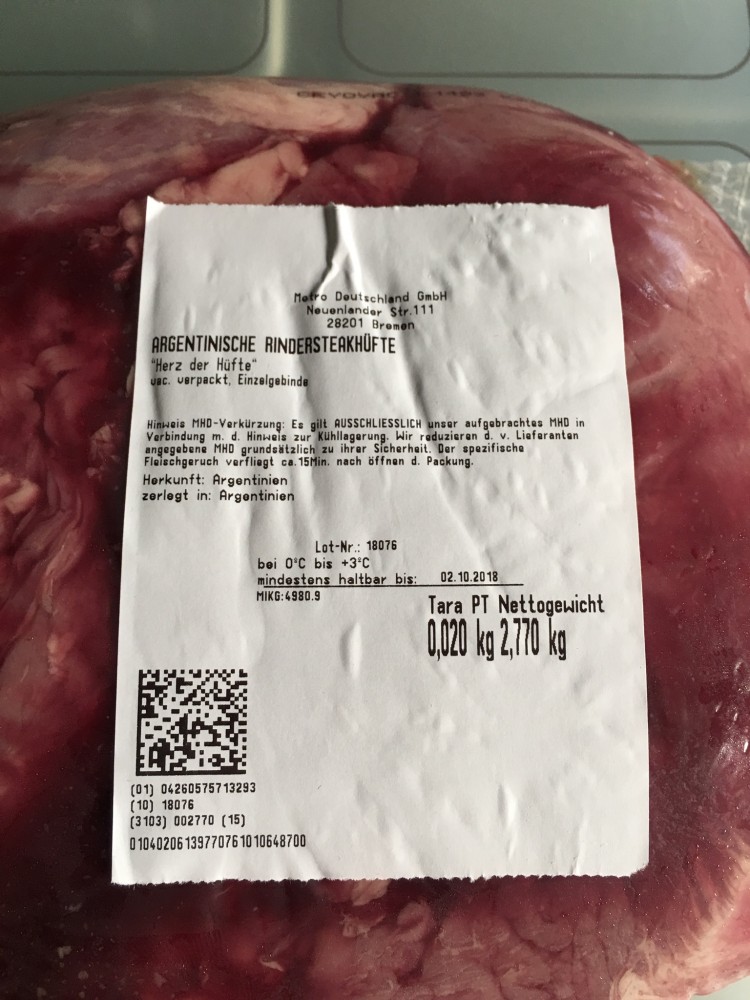 Metro Deutschland GmbH
Neuenlander Str.111
28201 Bremen
ARGENTINISCHE RINDERSTEAKHÜFTE
"Herz der Hüfte"
vac. verpackt, Einzelgebinde
Hinweis MHD-Verkürzung: Es gilt AUSSCHLIESSLICH unser aufgebrachtes MHD in
Verbindung m. d. Hinweis zur Kühllagerung. Wir reduzieren d. v. Lieferanten
angegebene MHD grundsätzlich zu ihrer Sicherheit. Der spezifische
Fleischgeruch verfliegt ca.15Min. nach öffnen d. Packung.
Herkunft: Argentinien
zerlegt in: Argentinien
Lot-Nr.: 18076
bei 0°C bis +3°C
mindestens haltbar bis: 02.10.2018
MIKG:4980.9
Tara PT Nettogewicht
0,020 kg 2,770 kg
(01) 04260575713293
(10) 18076
(3103) 002770 (15)
01040206139770761010648700